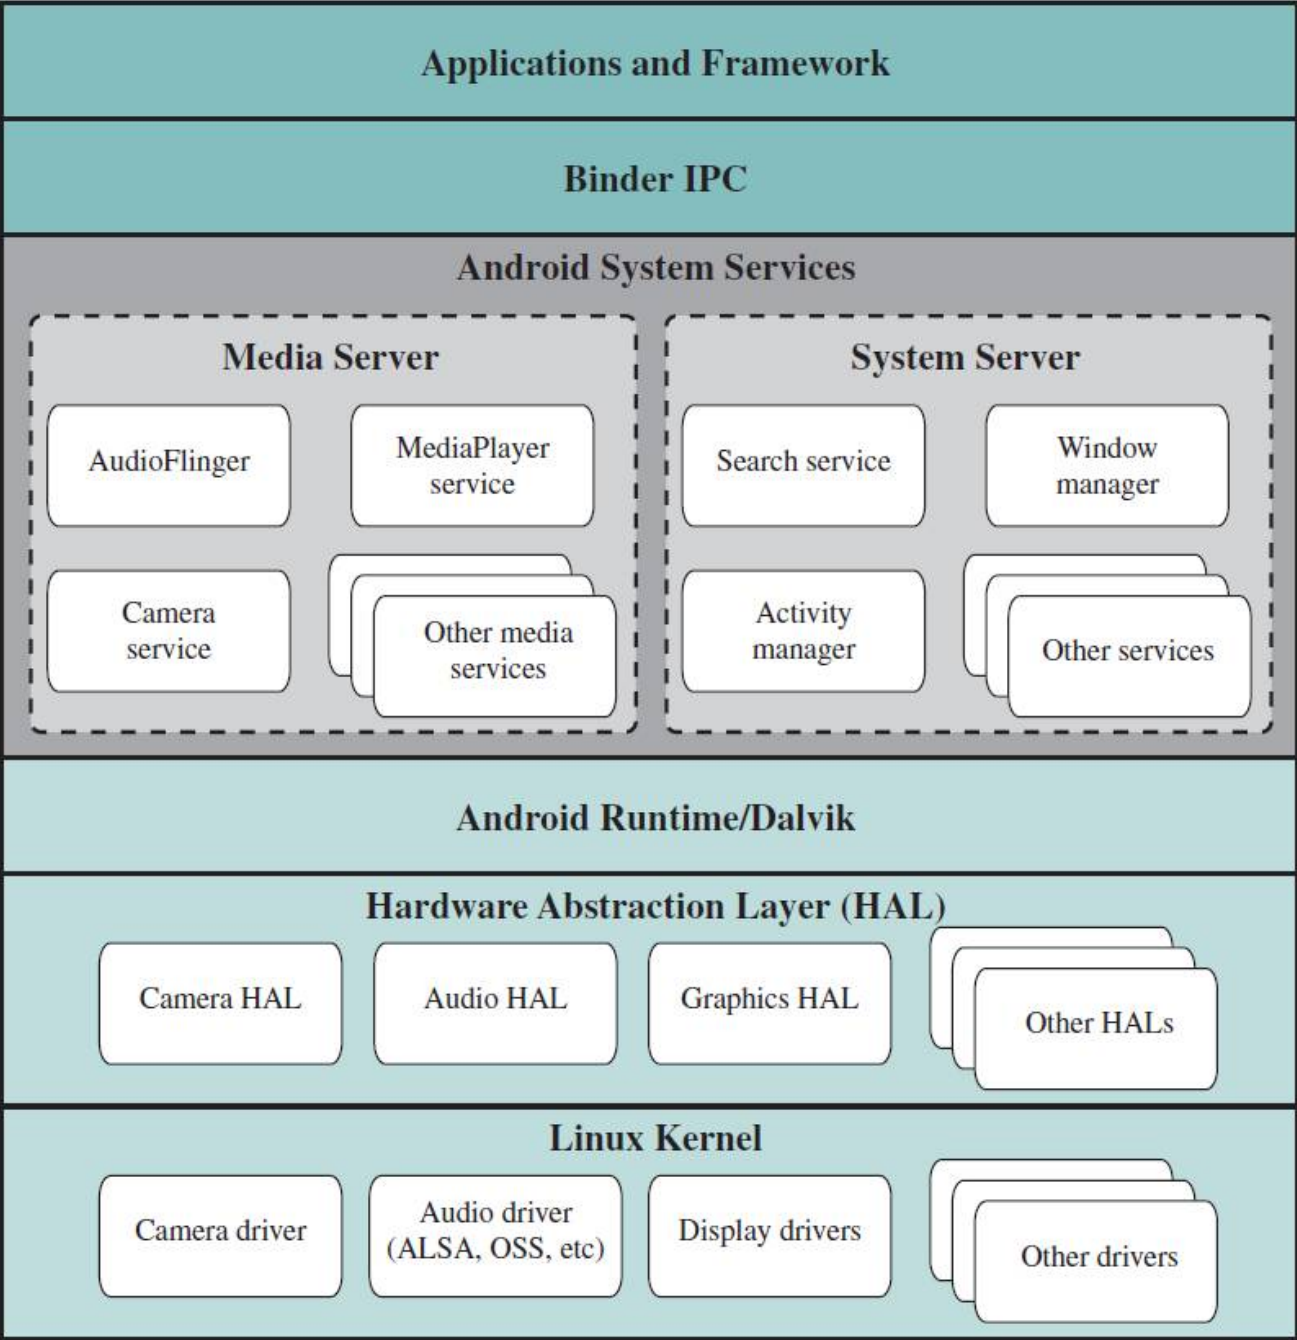 Applications and Framework
Binder IPC
Android System Services
Media Server
AudioFlinger
MediaPlayer
service
Camera
service
Other media
services
System Server
Search service
Window
manager
Activity
manager
Other services
Android Runtime/Dalvik
Hardware Abstraction Layer (HAL)
Camera HAL
Audio HAL
Graphics HAL
Other HALs
Linux Kernel
Camera driver
Audio driver
(ALSA, OSS, etc)
Display drivers
Other drivers